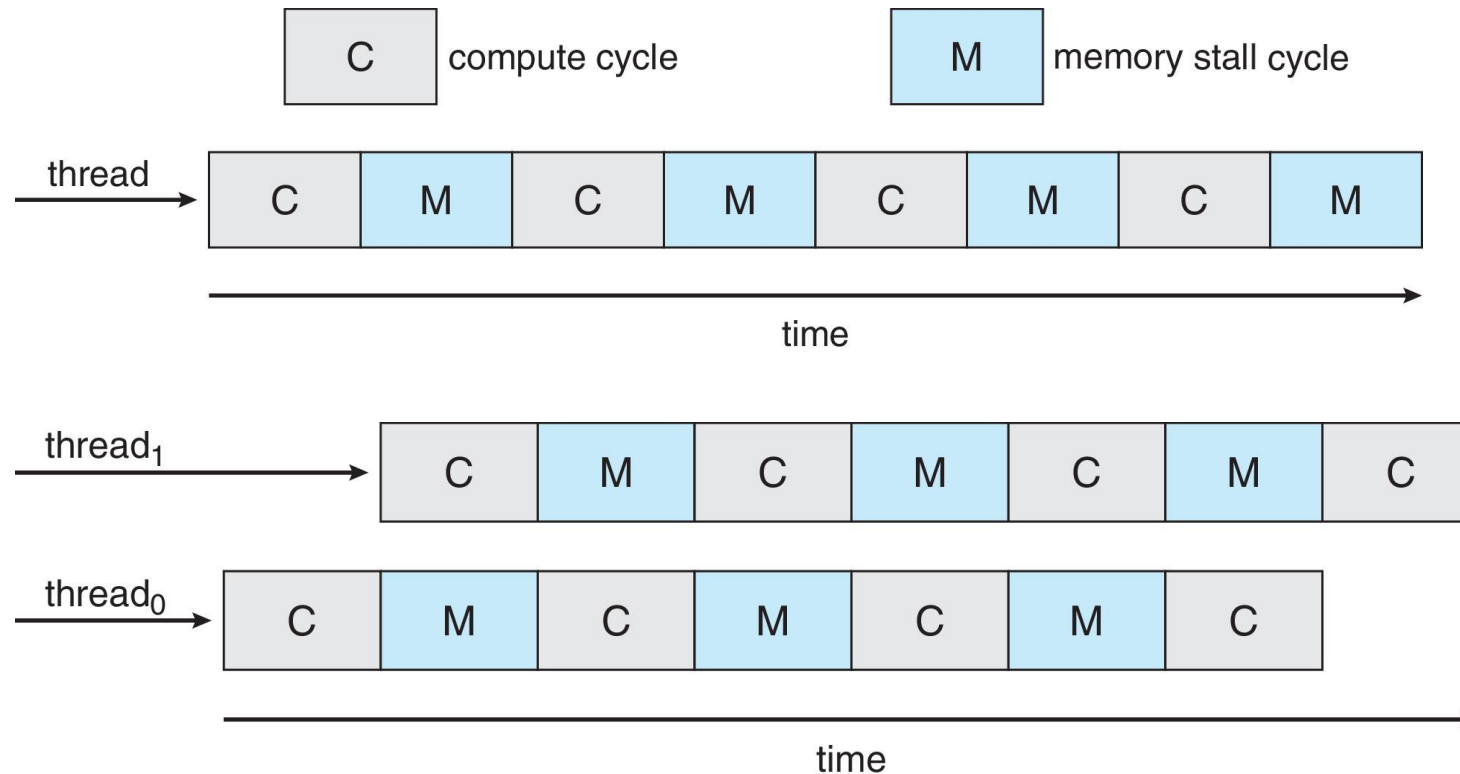 C compute cycle M memory stall cycle
thread C M C M C M C M
time
thread₁ C M C M C M C
thread₀ C M C M C M C
time